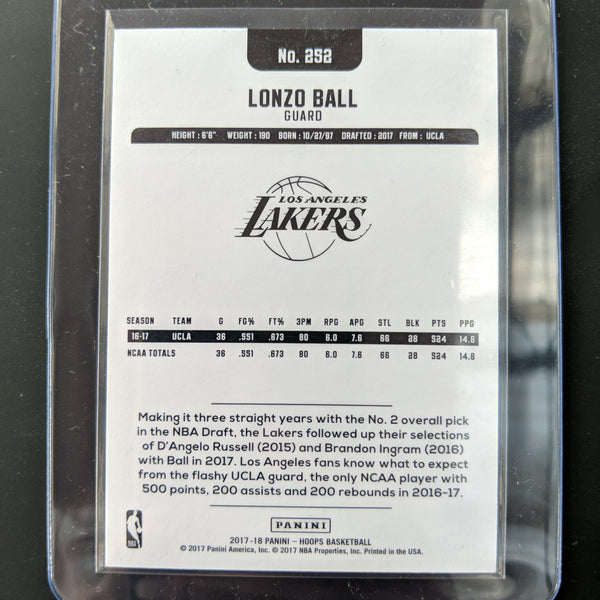 No. 252
LONZO BALL
GUARD
HEIGHT : 6'6" WEIGHT : 190 BORN : 10/27/97 DRAFTED : 2017 FROM : UCLA
LOS ANGELES
LAKERS
SEASON TEAM G FG% FT% 3PM RPG APG STL BLK PTS PPG
16-17 UCLA 36 .551 .673 80 6.0 7.6 66 28 524 14.6
NCAA TOTALS 36 .551 .673 80 6.0 7.6 66 28 524 14.6
Making it three straight years with the No. 2 overall pick
in the NBA Draft, the Lakers followed up their selections
of D'Angelo Russell (2015) and Brandon Ingram (2016)
with Ball in 2017. Los Angeles fans know what to expect
from the flashy UCLA guard, the only NCAA player with
500 points, 200 assists and 200 rebounds in 2016-17.
PANINI
2017-18 PANINI – HOOPS BASKETBALL
© 2017 Panini America, Inc. © 2017 NBA Properties, Inc. Printed in the USA.